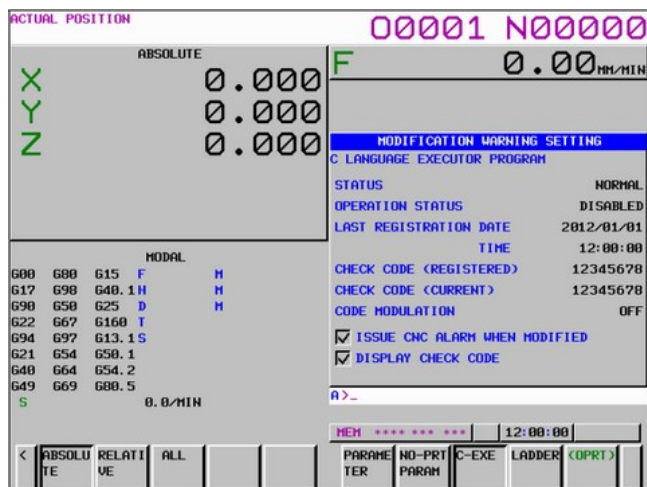 ACTUAL POSITION
O0001 N00000
ABSOLUTE
X 0.000
Y 0.000
Z 0.000
F 0.00 MM/MIN
MODIFICATION WARNING SETTING
C LANGUAGE EXECUTOR PROGRAM
STATUS NORMAL
OPERATION STATUS DISABLED
LAST REGISTRATION DATE 2012/01/01
TIME 12:00:00
CHECK CODE (REGISTERED) 12345678
CHECK CODE (CURRENT) 12345678
CODE MODULATION OFF
ISSUE CNC ALARM WHEN MODIFIED
DISPLAY CHECK CODE
MODAL
G00 G80 G15 F M
G17 G98 G40.1 H M
G90 G50 G25 D M
G22 G67 G160 T
G94 G97 G13.1 S
G21 G54 G50.1
G40 G64 G54.2
G49 G69 G80.5
S 0.0/MIN
A>_
MEM **** *** *** 12:00:00
< ABSOLUTE RELATIVE ALL
PARAMETER NO-PRT PARAM C-EXE LADDER (OPRT)